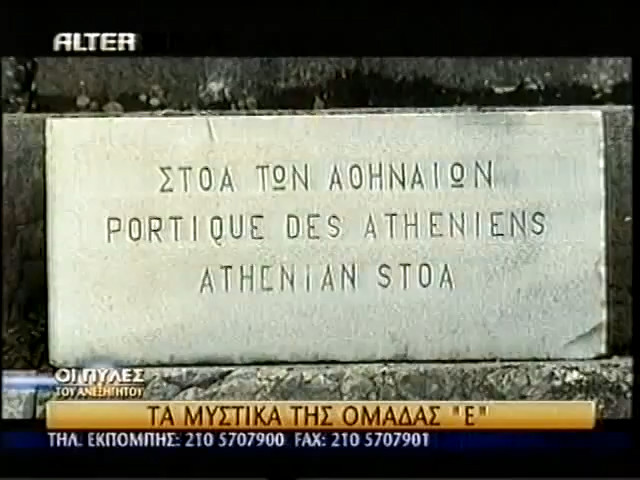 ALTER
ΣΤΟΑ ΤΩΝ ΑΘΗΝΑΙΩΝ
PORTIQUE DES ATHENIENS
ATHENIAN STOA
ΟΙ ΠΥΛΕΣ
ΤΟΥ ΑΝΕΞΗΓΗΤΟΥ
ΤΑ ΜΥΣΤΙΚΑ ΤΗΣ ΟΜΑΔΑΣ "Ε"
ΤΗΛ. ΕΚΠΟΜΠΗΣ: 210 5707900 FAX: 210 5707901